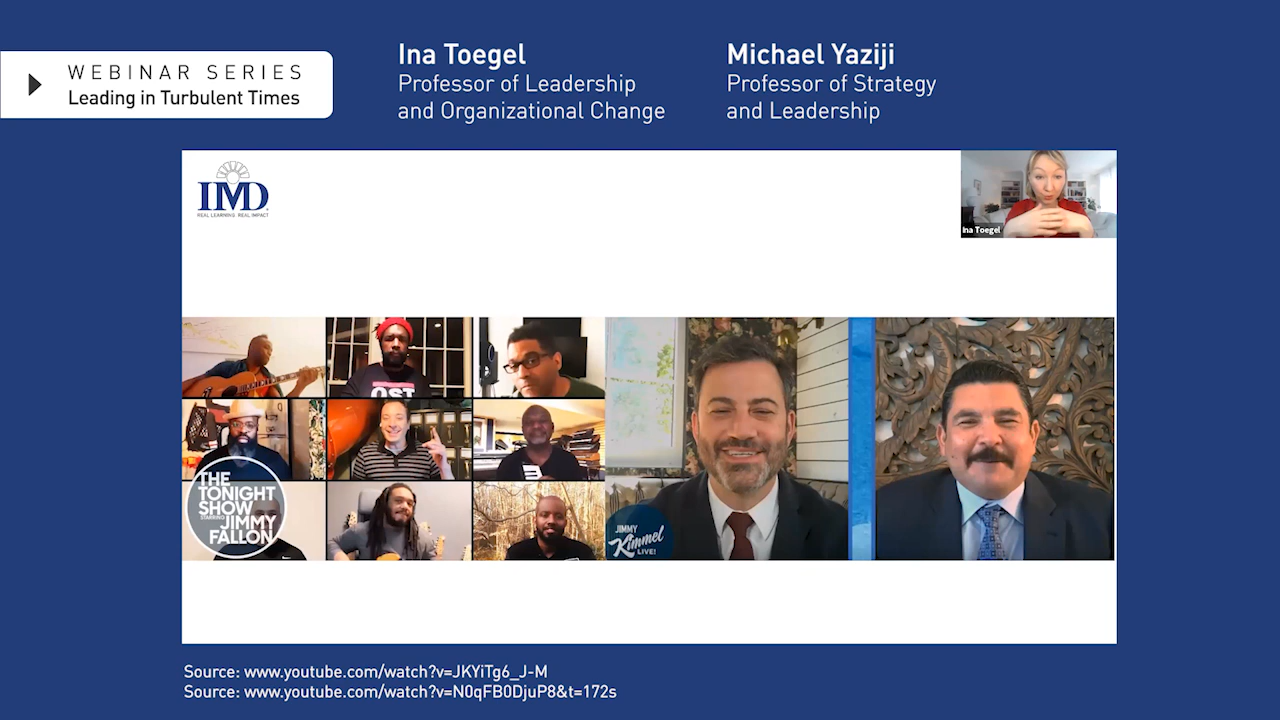 WEBINAR SERIES
Leading in Turbulent Times
Ina Toegel
Professor of Leadership
and Organizational Change
Michael Yaziji
Professor of Strategy
and Leadership
IMD
REAL LEARNING REAL IMPACT
Ina Toegel
OST
THE
TONIGHT
SHOW
STARRING
JIMMY
FALLON
JIMMY
Kimmel
LIVE!
Source: www.youtube.com/watch?v=JKYiTg6_J-M
Source: www.youtube.com/watch?v=N0qFB0DjuP8&t=172s